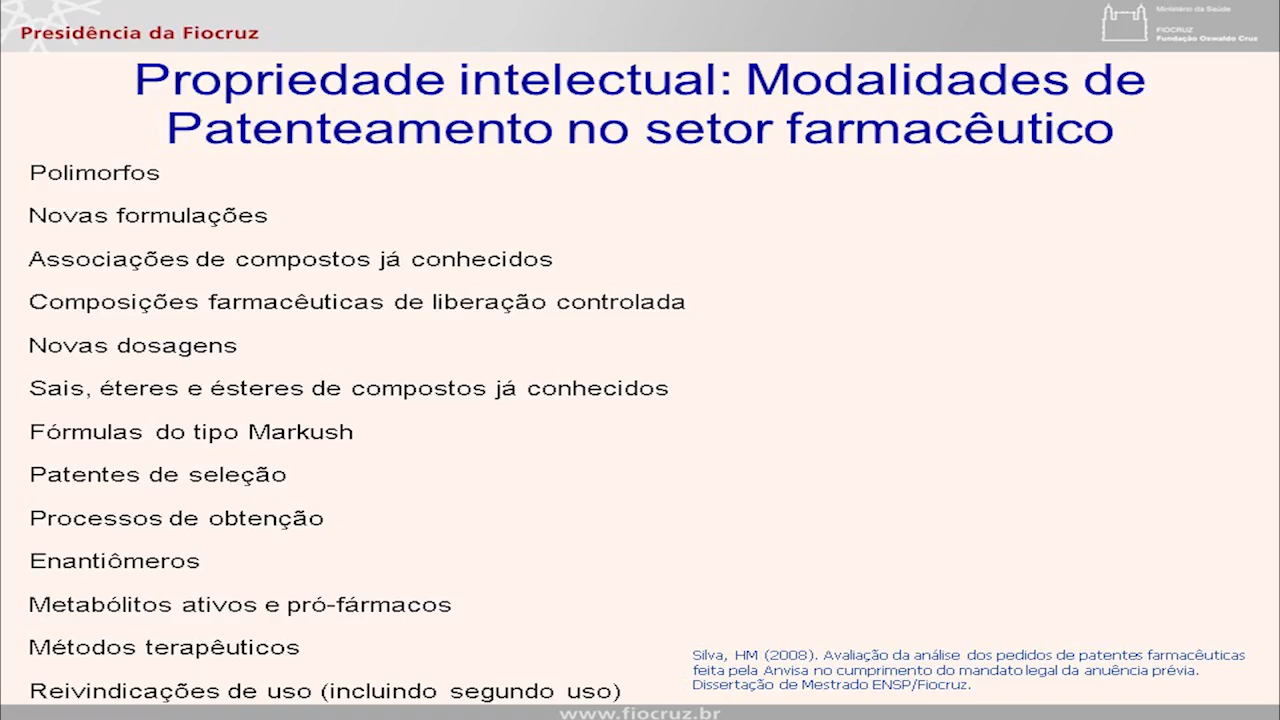 Presidência da Fiocruz
Ministério da Saúde
FIOCRUZ
Fundação Oswaldo Cruz
Propriedade intelectual: Modalidades de
Patenteamento no setor farmacêutico
Polimorfos
Novas formulações
Associações de compostos já conhecidos
Composições farmacêuticas de liberação controlada
Novas dosagens
Sais, éteres e ésteres de compostos já conhecidos
Fórmulas do tipo Markush
Patentes de seleção
Processos de obtenção
Enantiômeros
Metabólitos ativos e pró-fármacos
Métodos terapêuticos
Reivindicações de uso (incluindo segundo uso)
Silva, HM (2008). Avaliação da análise dos pedidos de patentes farmacêuticas
feita pela Anvisa no cumprimento do mandato legal da anuência prévia.
Dissertação de Mestrado ENSP/Fiocruz.
www.fiocruz.br